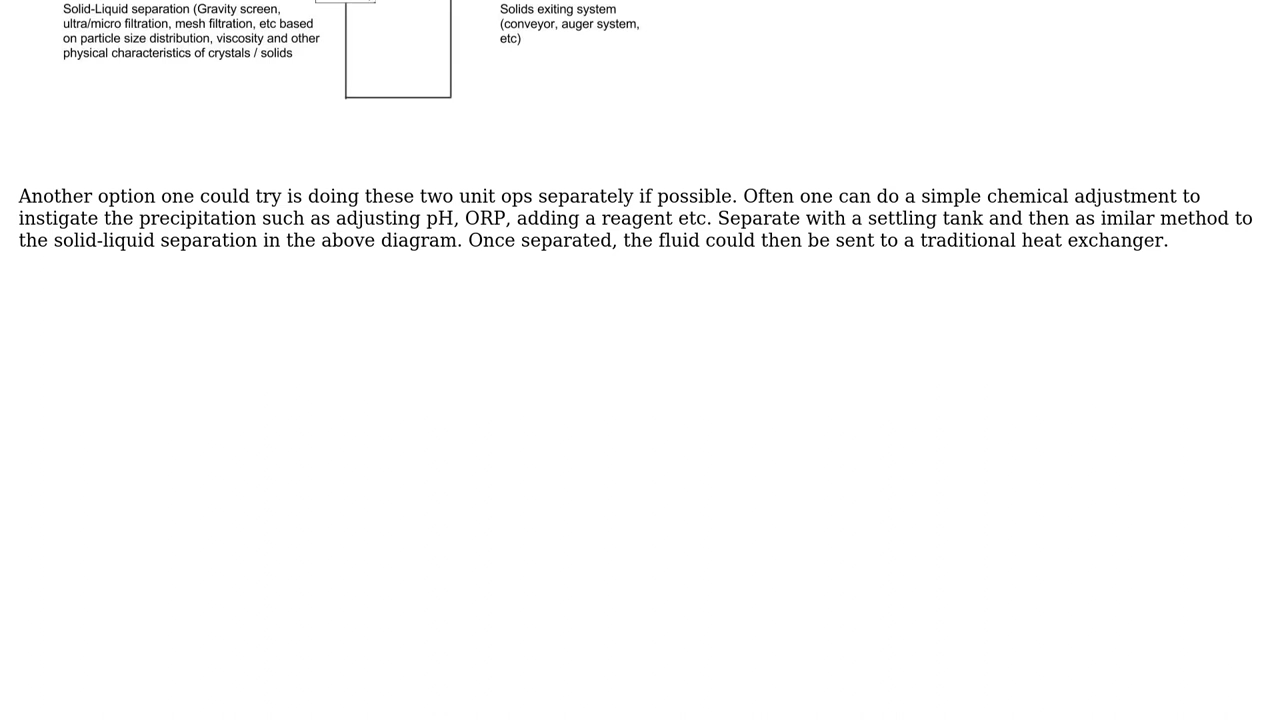 Solid-Liquid separation (Gravity screen,
ultra/micro filtration, mesh filtration, etc based
on particle size distribution, viscosity and other
physical characteristics of crystals / solids
Solids exiting system
(conveyor, auger system,
etc)
Another option one could try is doing these two unit ops separately if possible. Often one can do a simple chemical adjustment to
instigate the precipitation such as adjusting pH, ORP, adding a reagent etc. Separate with a settling tank and then as imilar method to
the solid-liquid separation in the above diagram. Once separated, the fluid could then be sent to a traditional heat exchanger.